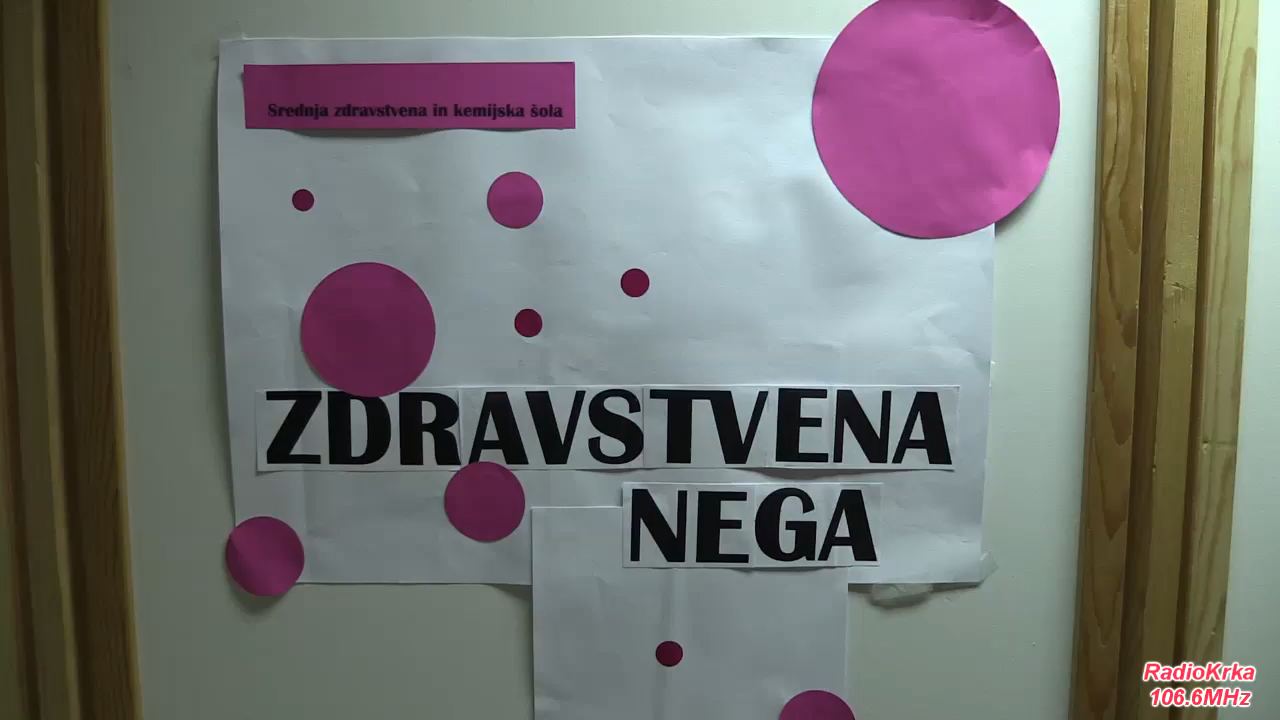 Srednja zdravstvena in kemijska šola
ZDRAVSTVENA
NEGA
RadioKrka
106.6MHz